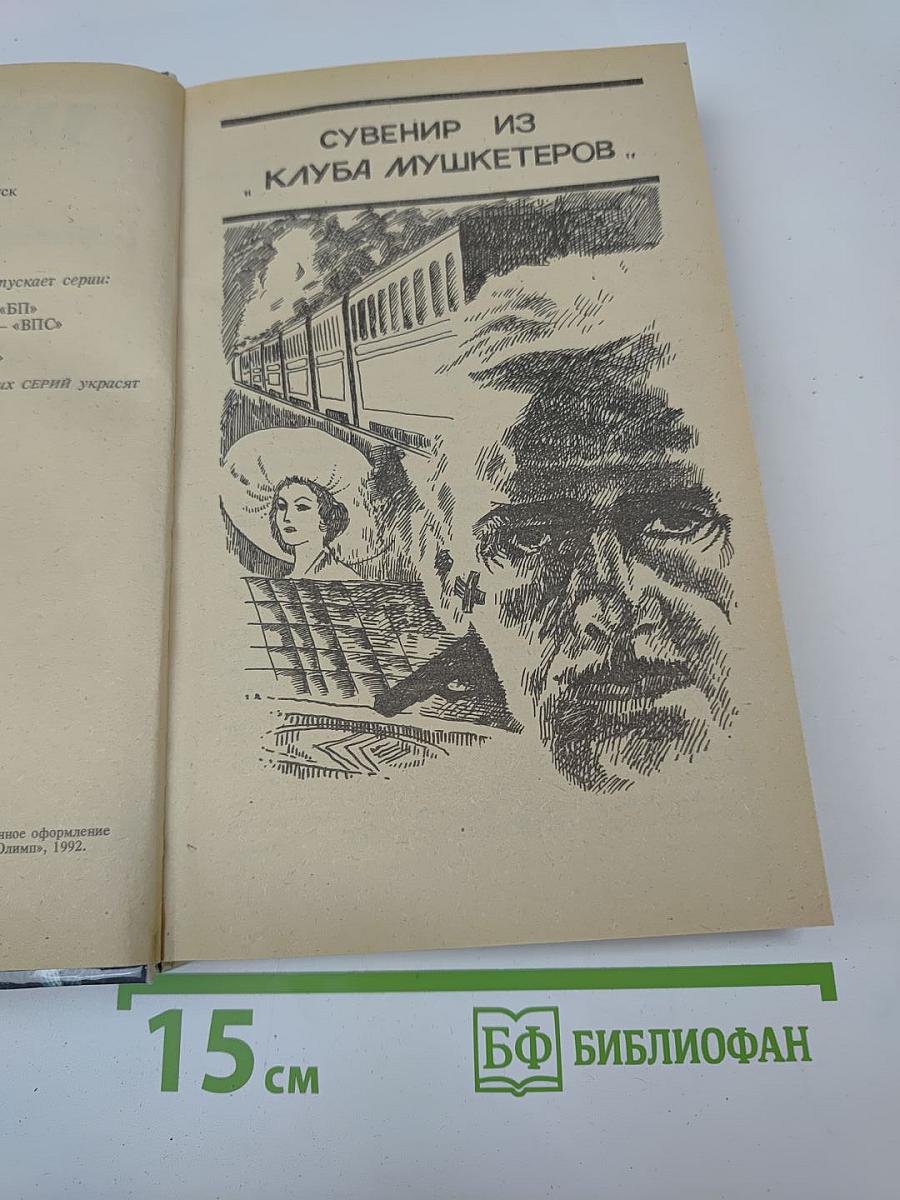 ск
пускает серии:
«БП»
– «ВПС»
»
их СЕРИЙ украсят
нное оформление
Олимп», 1992.
СУВЕНИР ИЗ
„ КЛУБА МУШКЕТЕРОВ „
15 см
БФ БИБЛИОФАН